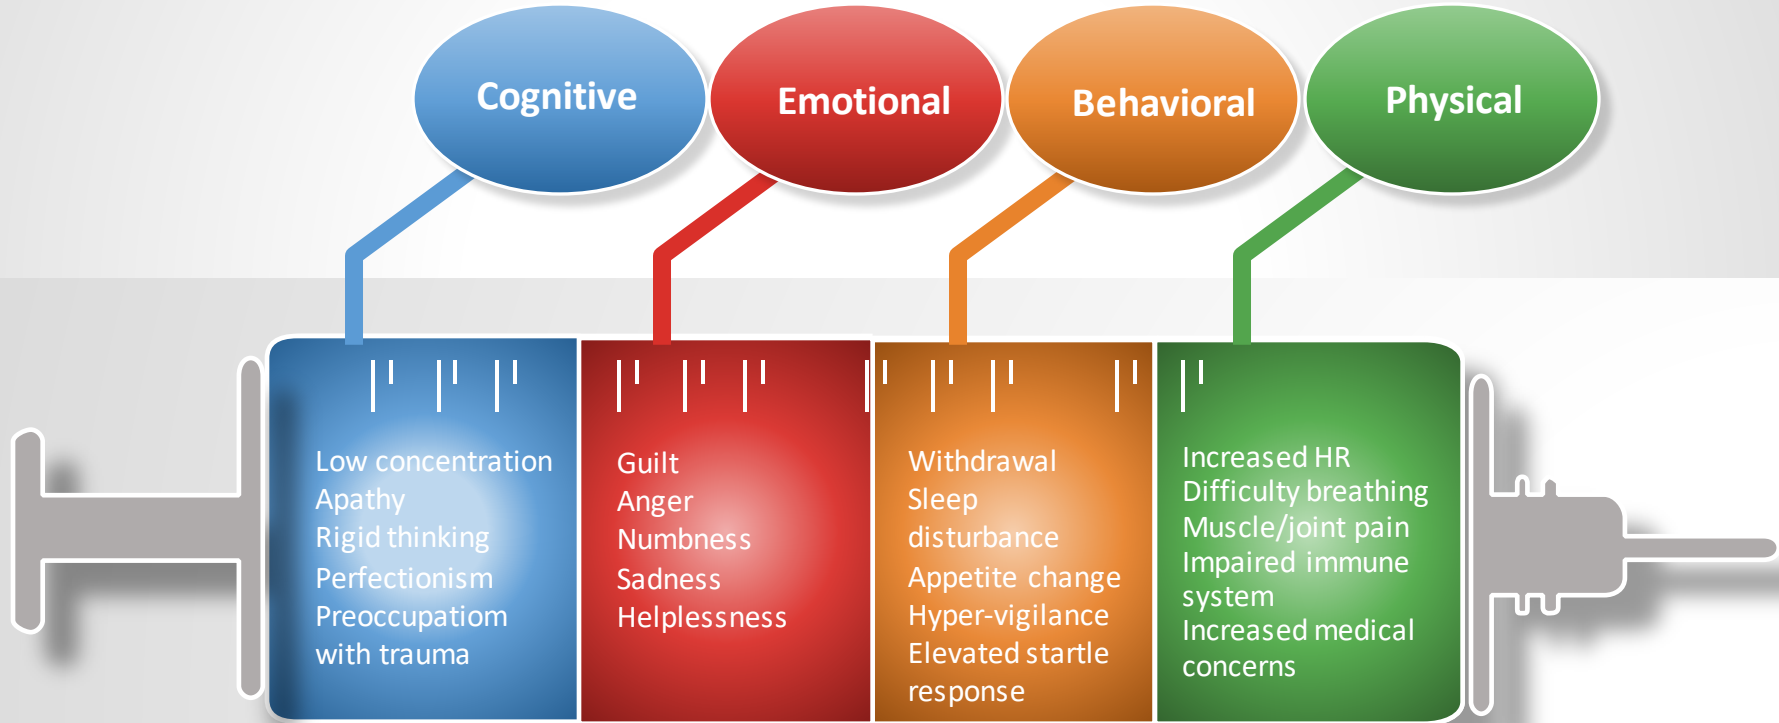 Cognitive
Emotional
Behavioral
Physical
Low concentration
Apathy
Rigid thinking
Perfectionism
Preoccupatiom
with trauma
Guilt
Anger
Numbness
Sadness
Helplessness
Withdrawal
Sleep
disturbance
Appetite change
Hyper-vigilance
Elevated startle
response
Increased HR
Difficulty breathing
Muscle/joint pain
Impaired immune
system
Increased medical
concerns